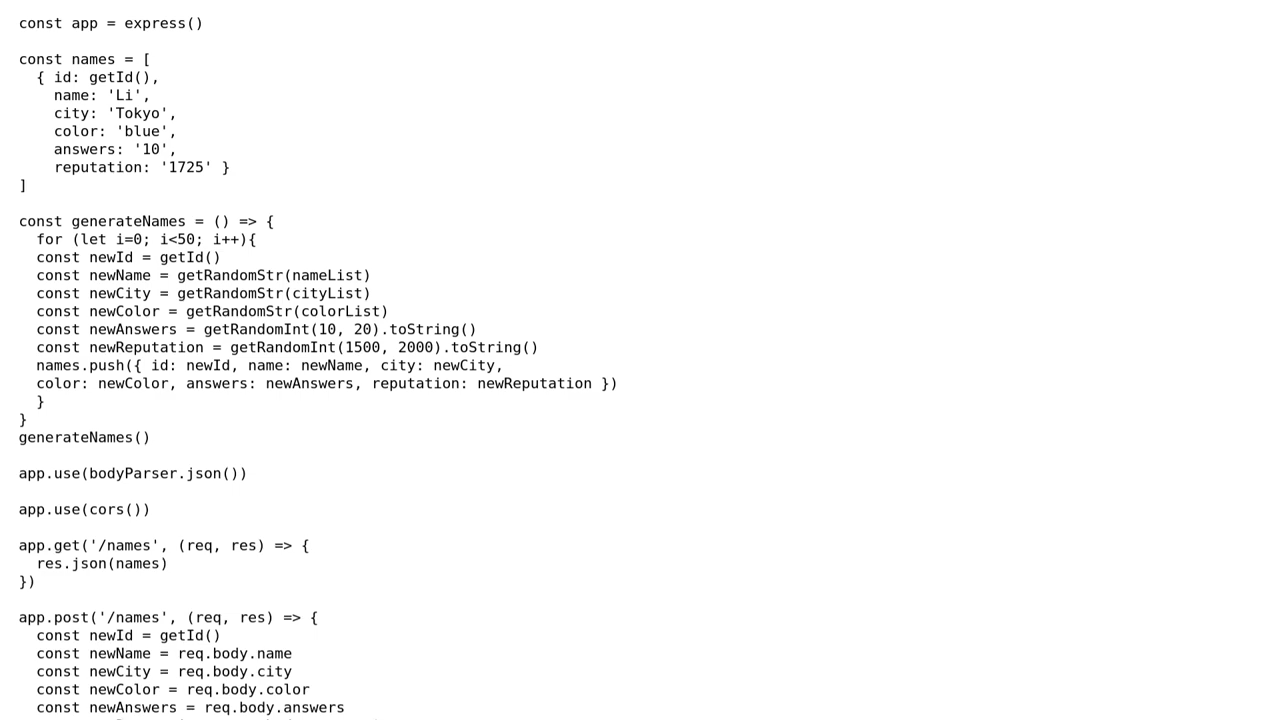 const app = express()

const names = [
  { id: getId(),
    name: 'Li',
    city: 'Tokyo',
    color: 'blue',
    answers: '10',
    reputation: '1725' }
]

const generateNames = () => {
  for (let i=0; i<50; i++){
  const newId = getId()
  const newName = getRandomStr(nameList)
  const newCity = getRandomStr(cityList)
  const newColor = getRandomStr(colorList)
  const newAnswers = getRandomInt(10, 20).toString()
  const newReputation = getRandomInt(1500, 2000).toString()
  names.push({ id: newId, name: newName, city: newCity,
  color: newColor, answers: newAnswers, reputation: newReputation })
  }
}
generateNames()

app.use(bodyParser.json())

app.use(cors())

app.get('/names', (req, res) => {
  res.json(names)
})

app.post('/names', (req, res) => {
  const newId = getId()
  const newName = req.body.name
  const newCity = req.body.city
  const newColor = req.body.color
  const newAnswers = req.body.answers